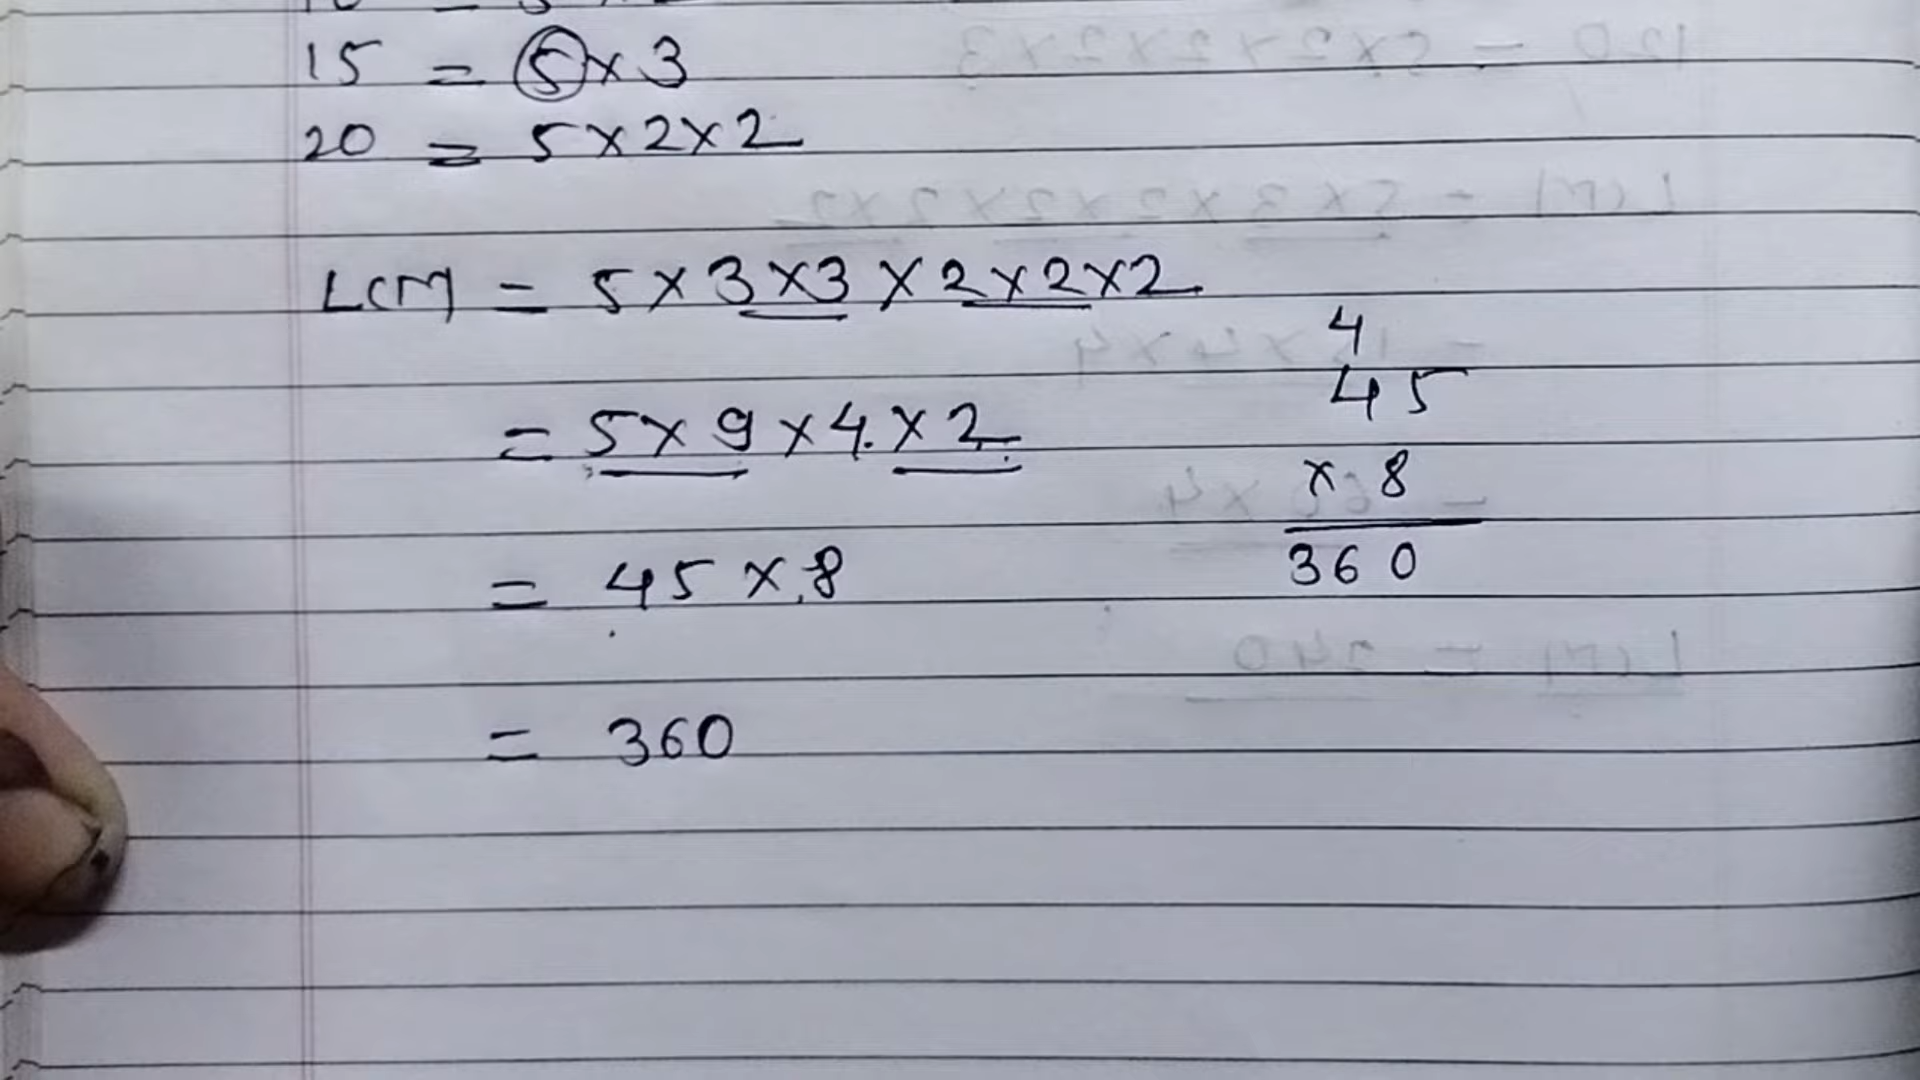 15 = 5 × 3
20 = 5 × 2 × 2
LCM = 5 × 3 × 3 × 2 × 2 × 2
= 5 × 9 × 4 × 2
= 45 × 8
= 360
4
45
× 8
360